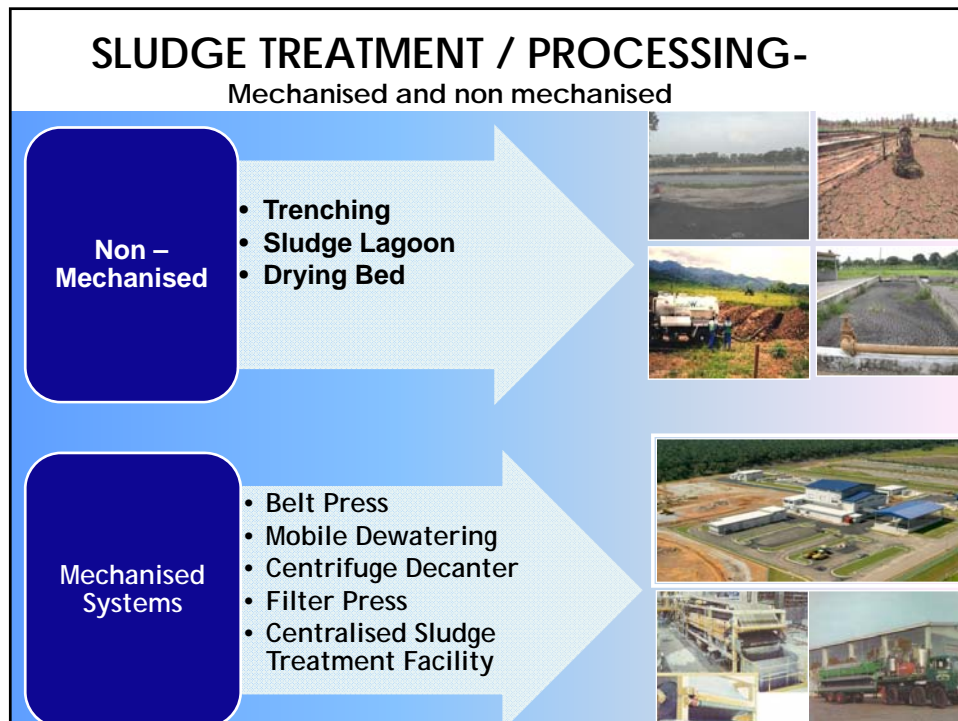 SLUDGE TREATMENT / PROCESSING-
Mechanised and non mechanised
Non –
Mechanised
• Trenching
• Sludge Lagoon
• Drying Bed
Mechanised
Systems
• Belt Press
• Mobile Dewatering
• Centrifuge Decanter
• Filter Press
• Centralised Sludge
Treatment Facility